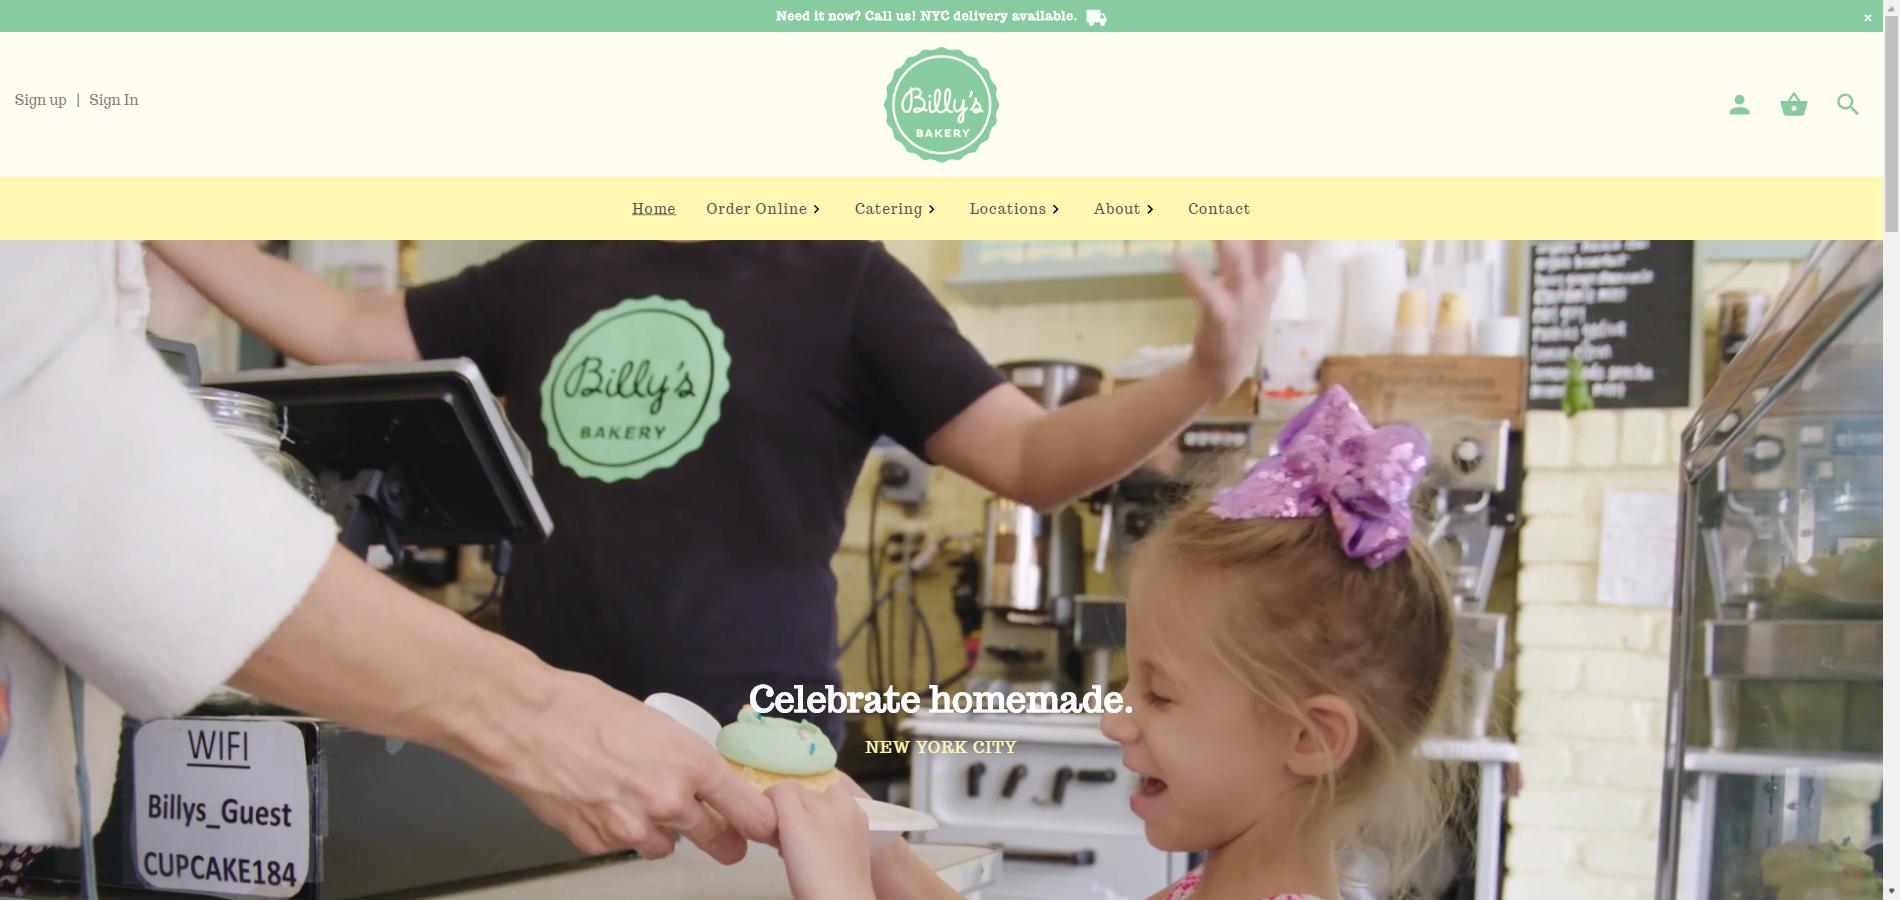 Need it now? Call us! NYC delivery available.
Sign up | Sign In
Billy's
BAKERY
Home Order Online Catering Locations About Contact
Billy's
BAKERY
Celebrate homemade.
NEW YORK CITY
WIFI
Billys_Guest
CUPCAKE184